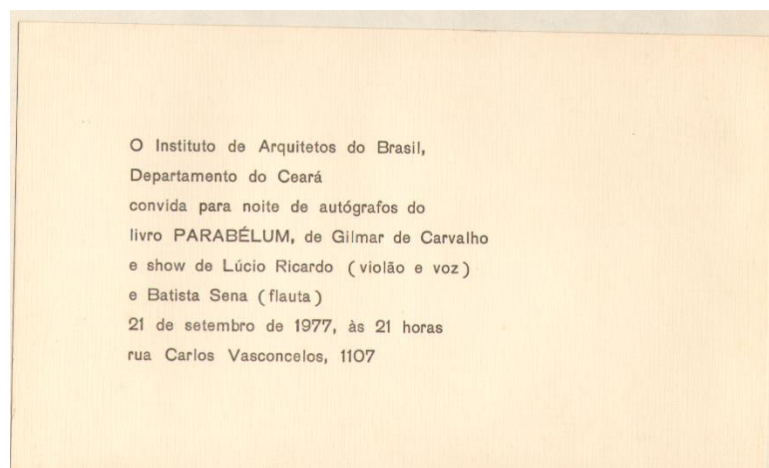 O Instituto de Arquitetos do Brasil,
Departamento do Ceará
convida para noite de autógrafos do
livro PARABÉLUM, de Gilmar de Carvalho
e show de Lúcio Ricardo (violão e voz)
e Batista Sena (flauta)
21 de setembro de 1977, às 21 horas
rua Carlos Vasconcelos, 1107